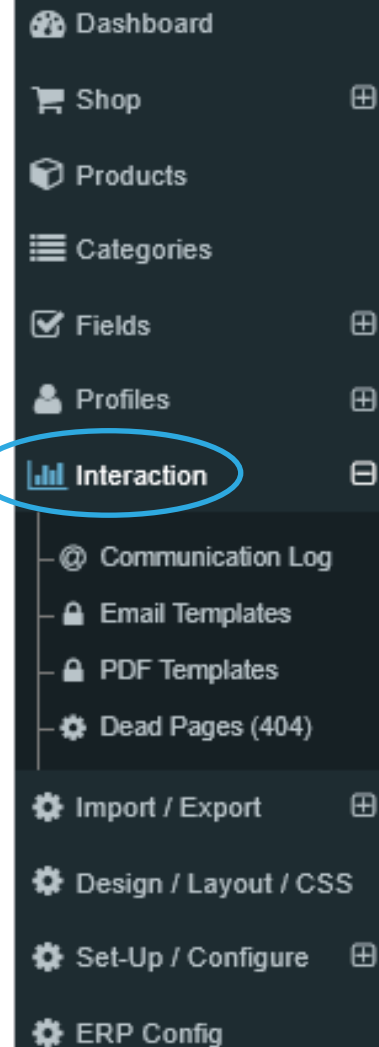 Dashboard
Shop
Products
Categories
Fields
Profiles
Interaction
@ Communication Log
Email Templates
PDF Templates
Dead Pages (404)
Import / Export
Design / Layout / CSS
Set-Up / Configure
ERP Config